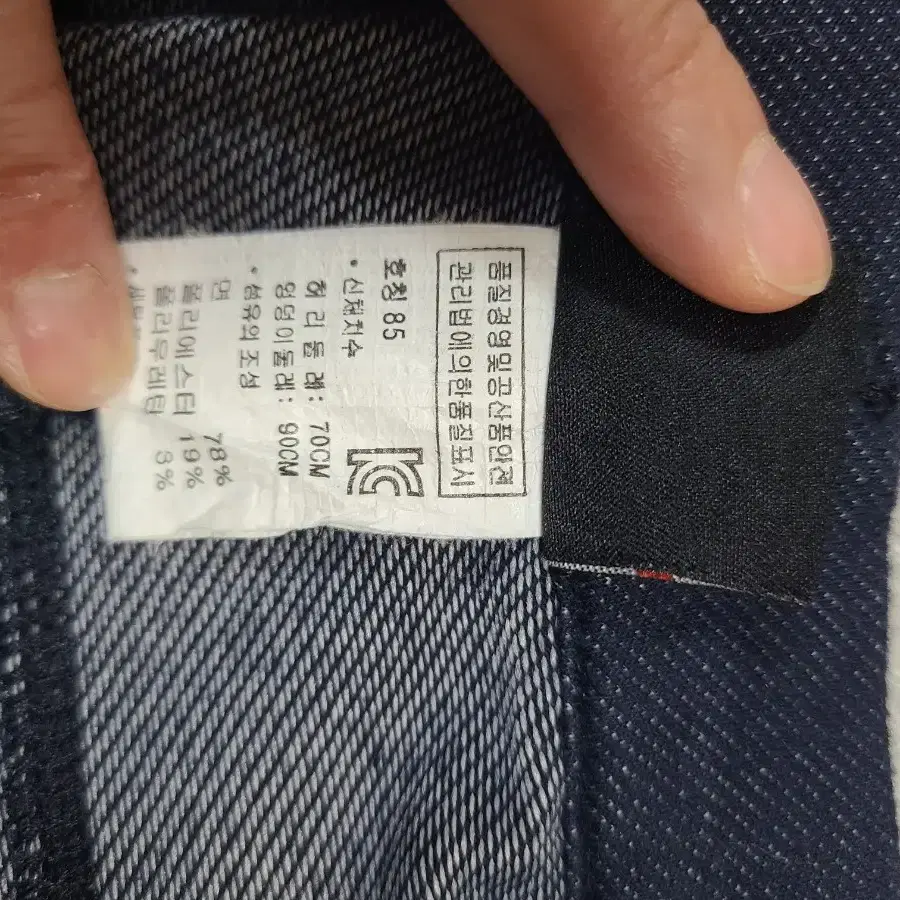 품질경영및공산품안전
관리법에의한품질표시
호칭 85
• 신체치수
허리둘레: 70CM
엉덩이둘레: 90CM
• 섬유의 조성
면 78%
폴리에스터 19%
폴리우레탄 3%